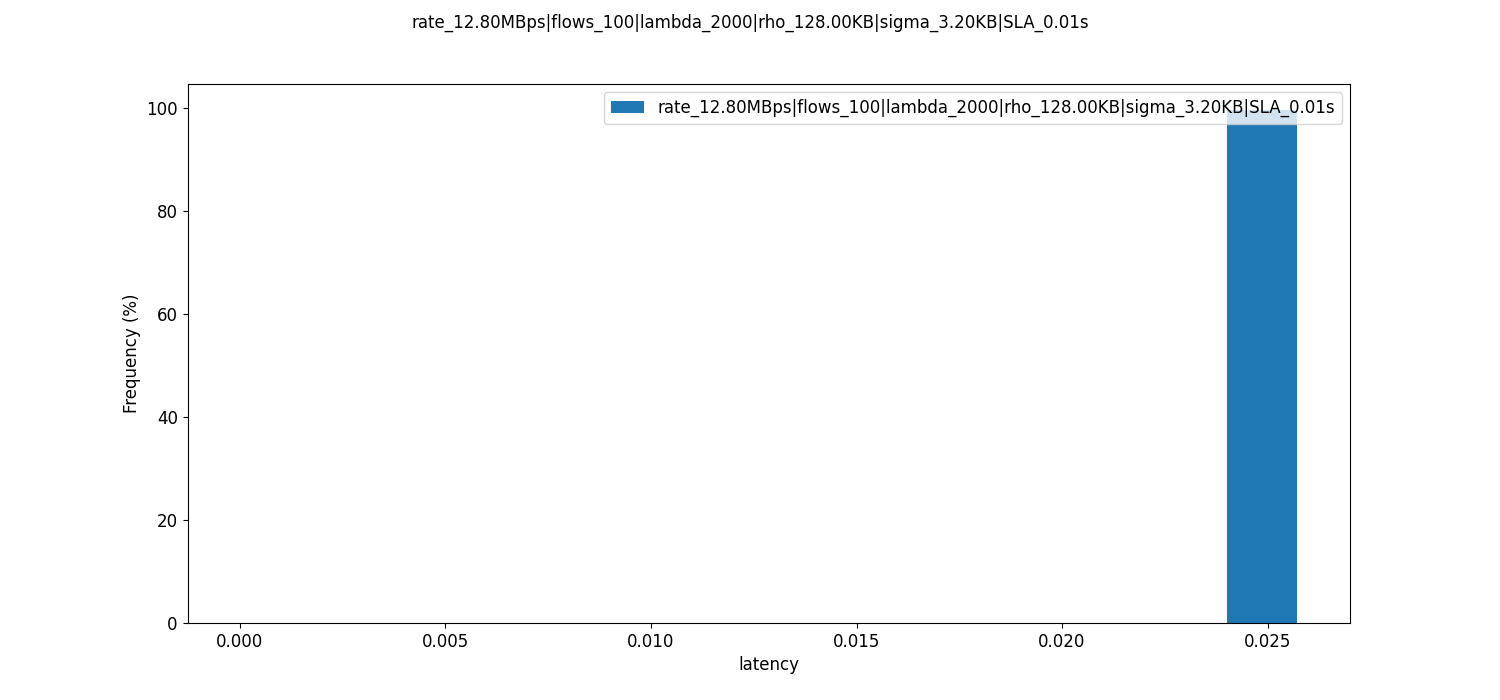 rate_12.80MBps|flows_100|lambda_2000|rho_128.00KB|sigma_3.20KB|SLA_0.01s
rate_12.80MBps|flows_100|lambda_2000|rho_128.00KB|sigma_3.20KB|SLA_0.01s
100
80
60
40
20
0
Frequency (%)
0.000 0.005 0.010 0.015 0.020 0.025
latency